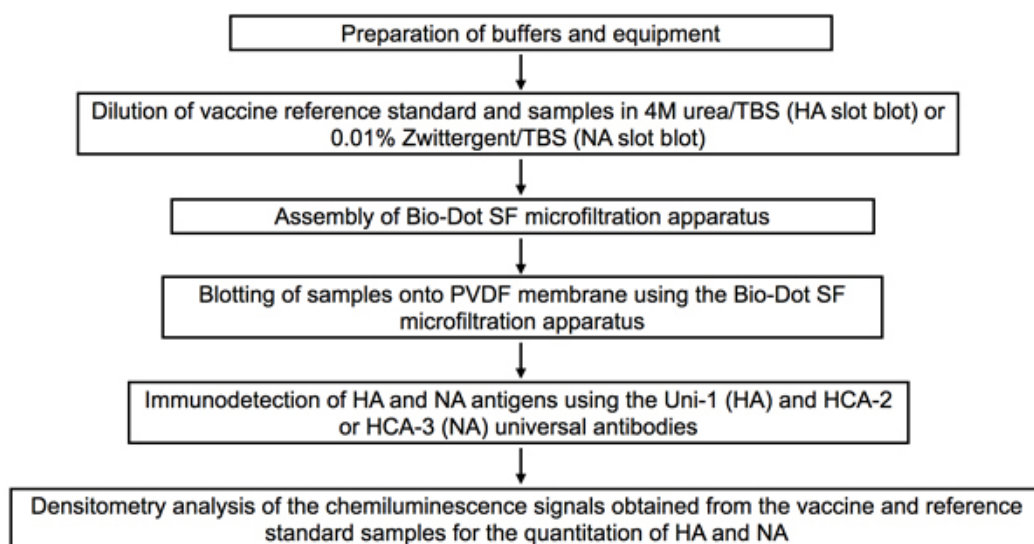 Preparation of buffers and equipment
Dilution of vaccine reference standard and samples in 4M urea/TBS (HA slot blot) or
0.01% Zwittergent/TBS (NA slot blot)
Assembly of Bio-Dot SF microfiltration apparatus
Blotting of samples onto PVDF membrane using the Bio-Dot SF
microfiltration apparatus
Immunodetection of HA and NA antigens using the Uni-1 (HA) and HCA-2
or HCA-3 (NA) universal antibodies
Densitometry analysis of the chemiluminescence signals obtained from the vaccine and reference
standard samples for the quantitation of HA and NA